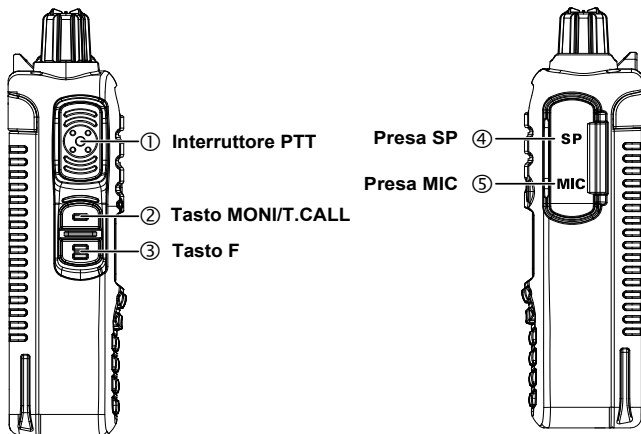 ① Interruttore PTT
② Tasto MONI/T.CALL
③ Tasto F
Presa SP ④
SP
Presa MIC ⑤
MIC